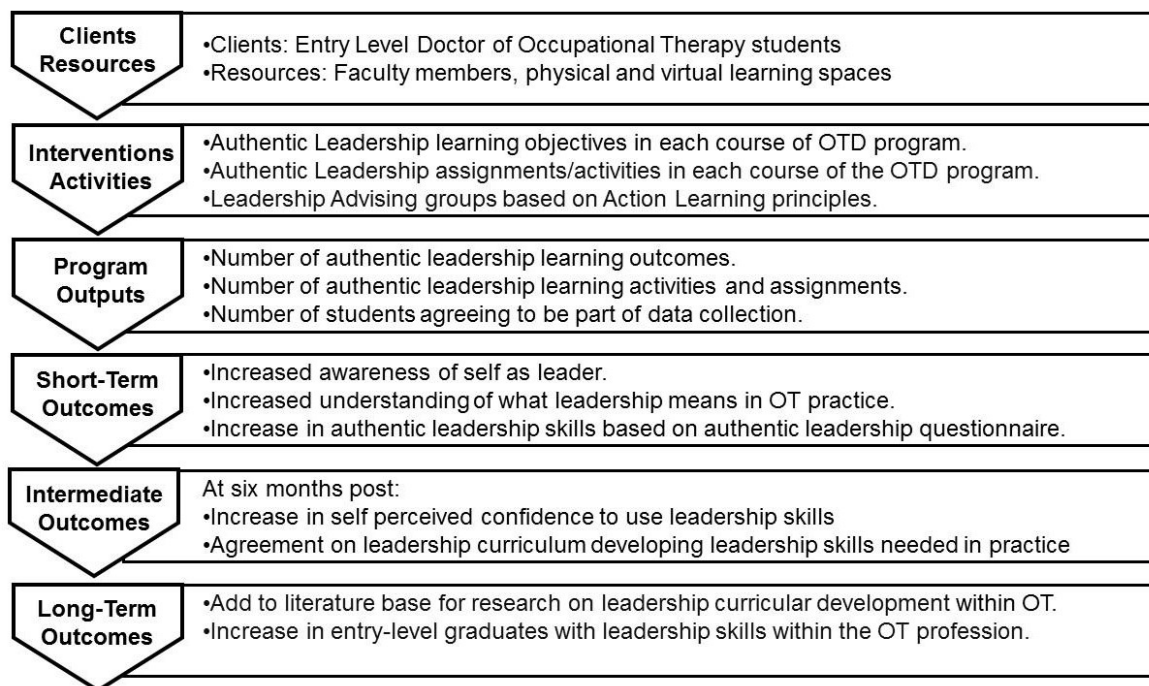 Clients
Resources
•Clients: Entry Level Doctor of Occupational Therapy students
•Resources: Faculty members, physical and virtual learning spaces
Interventions
Activities
•Authentic Leadership learning objectives in each course of OTD program.
•Authentic Leadership assignments/activities in each course of the OTD program.
•Leadership Advising groups based on Action Learning principles.
Program
Outputs
•Number of authentic leadership learning outcomes.
•Number of authentic leadership learning activities and assignments.
•Number of students agreeing to be part of data collection.
Short-Term
Outcomes
•Increased awareness of self as leader.
•Increased understanding of what leadership means in OT practice.
•Increase in authentic leadership skills based on authentic leadership questionnaire.
Intermediate
Outcomes
At six months post:
•Increase in self perceived confidence to use leadership skills
•Agreement on leadership curriculum developing leadership skills needed in practice
Long-Term
Outcomes
•Add to literature base for research on leadership curricular development within OT.
•Increase in entry-level graduates with leadership skills within the OT profession.